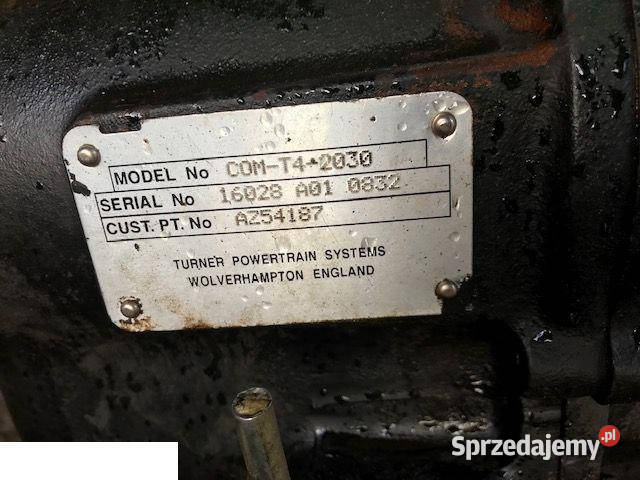 MODEL No COM-T4-2030
SERIAL No 16028 A01 0832
CUST. PT. No AZ54187
TURNER POWERTRAIN SYSTEMS
WOLVERHAMPTON ENGLAND
Sprzedajemy.pl